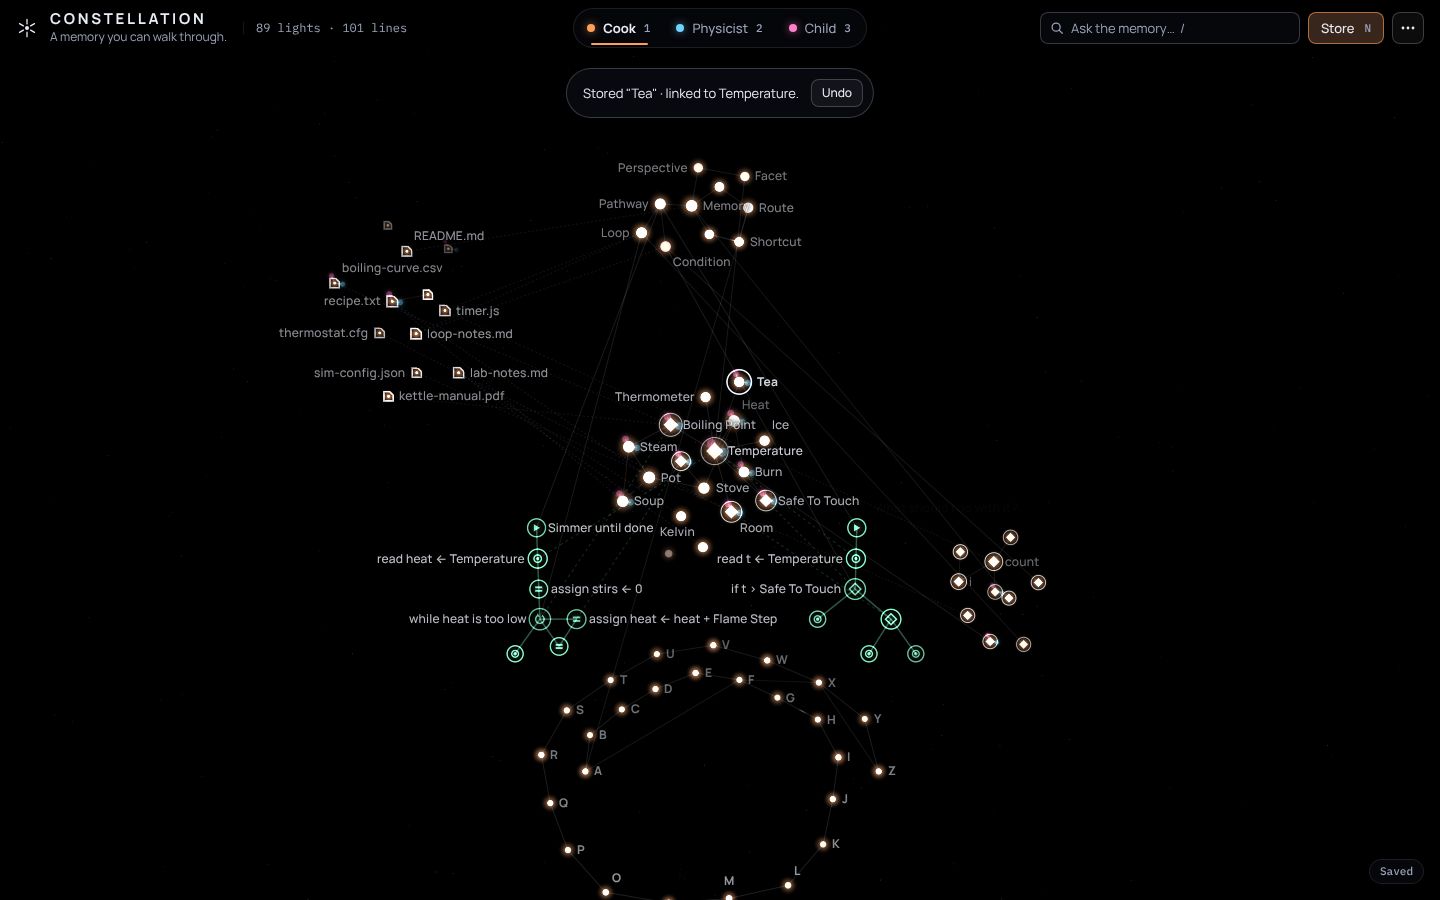 CONSTELLATION
A memory you can walk through.
89 lights · 101 lines
Cook 1
Physicist 2
Child 3
Ask the memory… /
Store N
Stored "Tea" · linked to Temperature.
Undo
Perspective
Facet
Pathway
Memory
Route
Loop
Shortcut
Condition
README.md
boiling-curve.csv
recipe.txt
timer.js
thermostat.cfg
loop-notes.md
sim-config.json
lab-notes.md
kettle-manual.pdf
Tea
Thermometer
Heat
Boiling Point
Ice
Steam
Temperature
Pot
Burn
Stove
Soup
Safe To Touch
Room
Kelvin
Simmer until done
read heat ← Temperature
read t ← Temperature
assign stirs ← 0
if t > Safe To Touch
while heat is too low
assign heat ← heat + Flame Step
count
i
U
V
W
T
D
E
F
X
S
C
G
H
Y
B
R
A
I
Z
Q
J
P
K
O
M
L
Saved